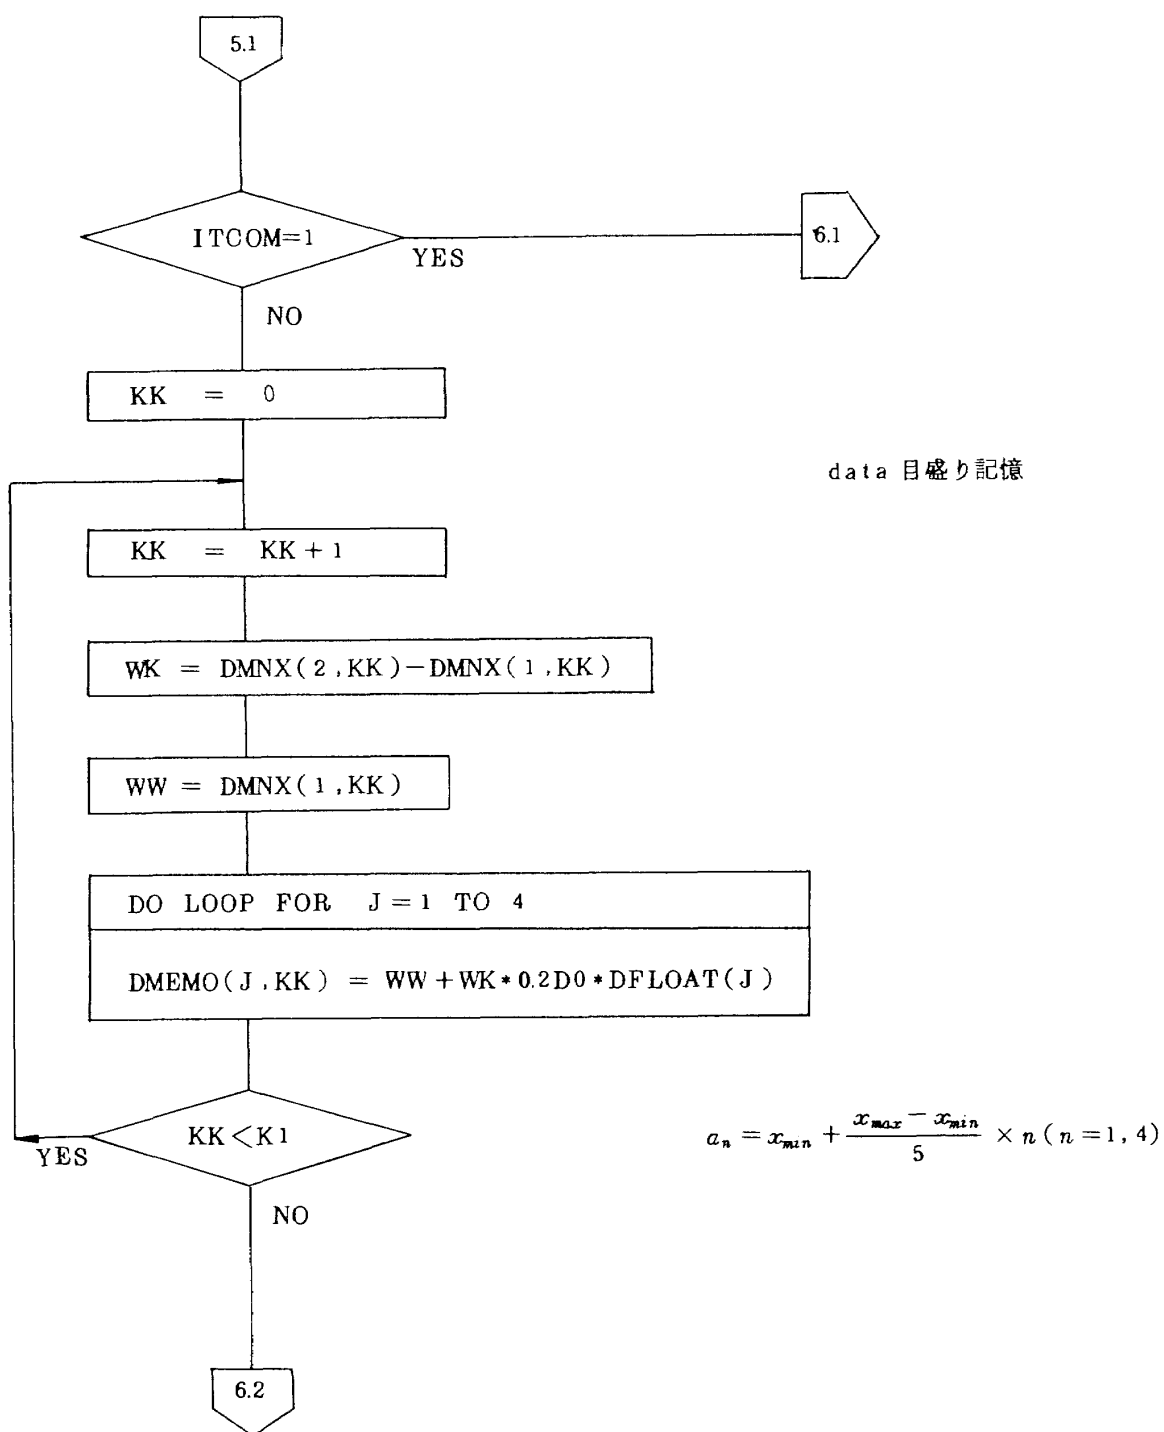 5.1
ITCOM=1
YES
6.1
NO
KK = 0
data 目盛り記憶
KK = KK+1
WK = DMNX(2,KK)-DMNX(1,KK)
WW = DMNX(1,KK)
DO LOOP FOR J=1 TO 4
DMEMO(J,KK) = WW+WK*0.2D0*DFLOAT(J)
KK<K1
YES
a_n = x_min + (x_max - x_min)/5 × n (n=1,4)
NO
6.2